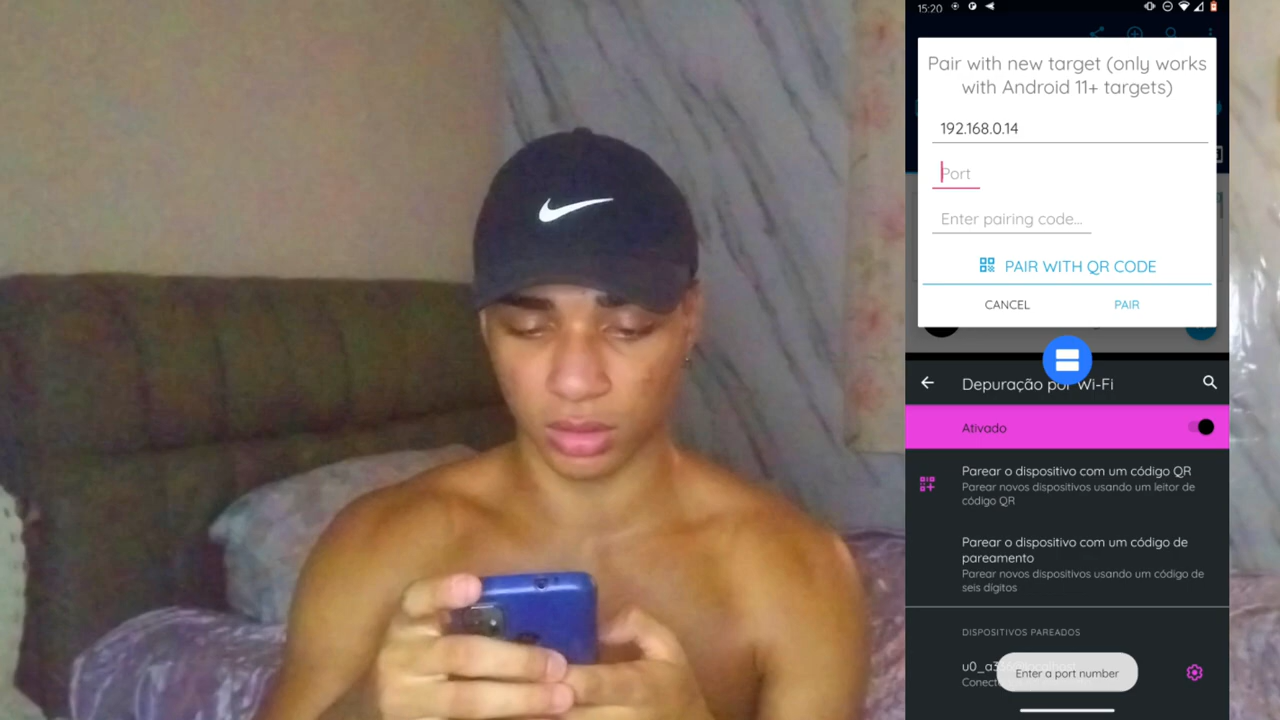 15:20
Pair with new target (only works
with Android 11+ targets)
192.168.0.14
Port
Enter pairing code...
PAIR WITH QR CODE
CANCEL
PAIR
Depuração por Wi-Fi
Ativado
Parear o dispositivo com um código QR
Parear novos dispositivos usando um leitor de
código QR
Parear o dispositivo com um código de
pareamento
Parear novos dispositivos usando um código de
seis dígitos
DISPOSITIVOS PAREADOS
Enter a port number